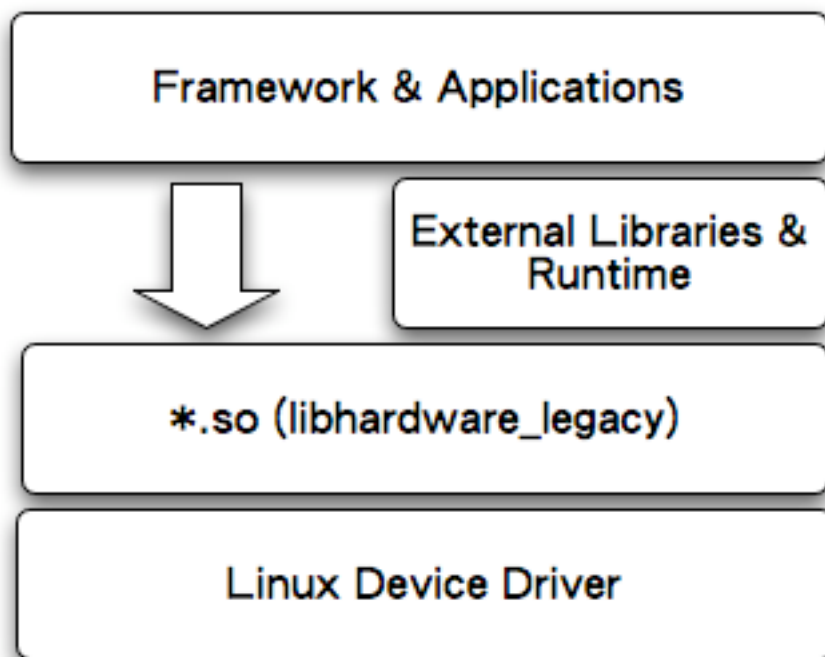 Framework & Applications
External Libraries &
Runtime
*.so (libhardware_legacy)
Linux Device Driver